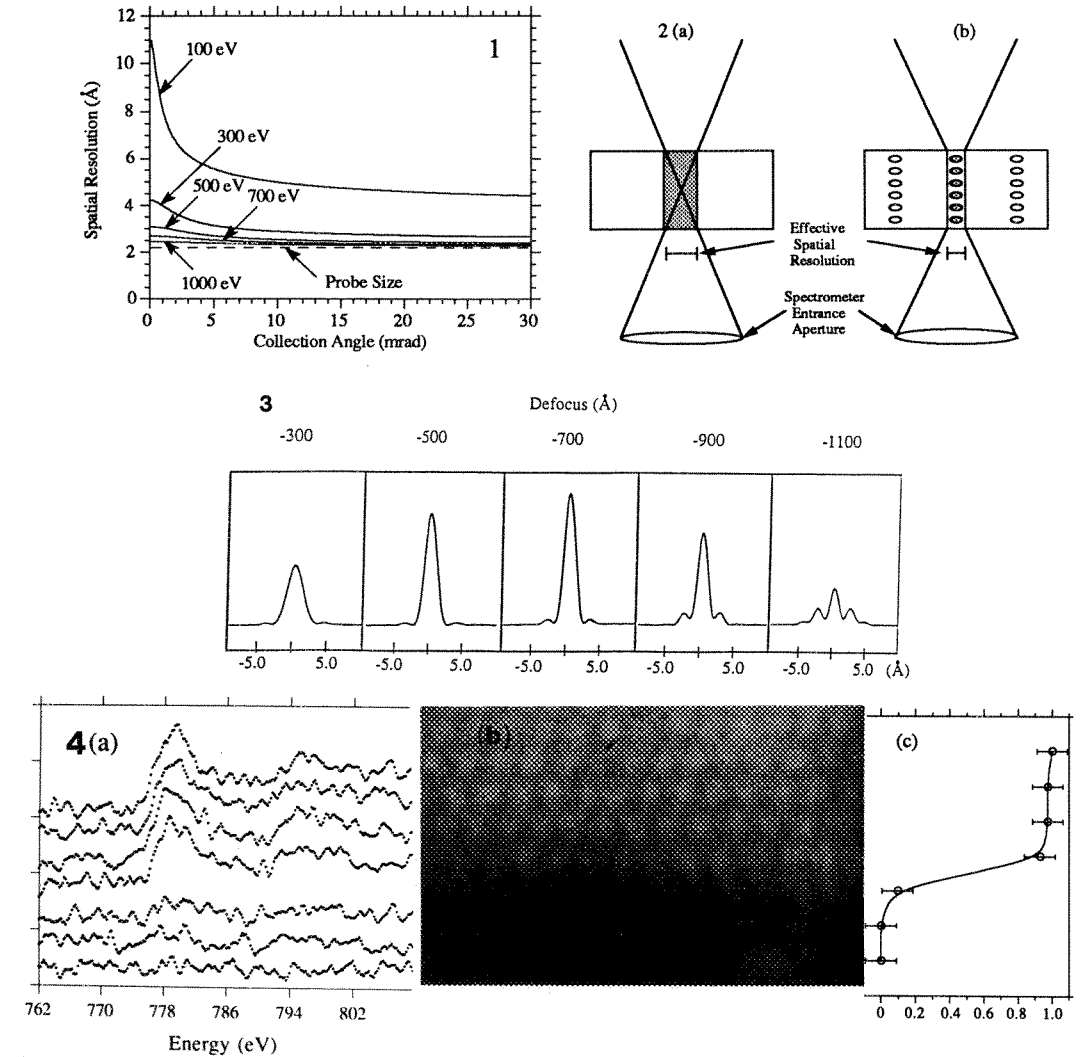 12
10
8
6
4
2
0
Spatial Resolution (Å)
1
100 eV
300 eV
500 eV
700 eV
1000 eV
Probe Size
0 5 10 15 20 25 30
Collection Angle (mrad)
2 (a)
(b)
Effective
Spatial
Resolution
Spectrometer
Entrance
Aperture
3
Defocus (Å)
-300 -500 -700 -900 -1100
-5.0 5.0 -5.0 5.0 -5.0 5.0 -5.0 5.0 -5.0 5.0 (Å)
4(a)
762 770 778 786 794 802
Energy (eV)
(b)
(c)
0 0.2 0.4 0.6 0.8 1.0